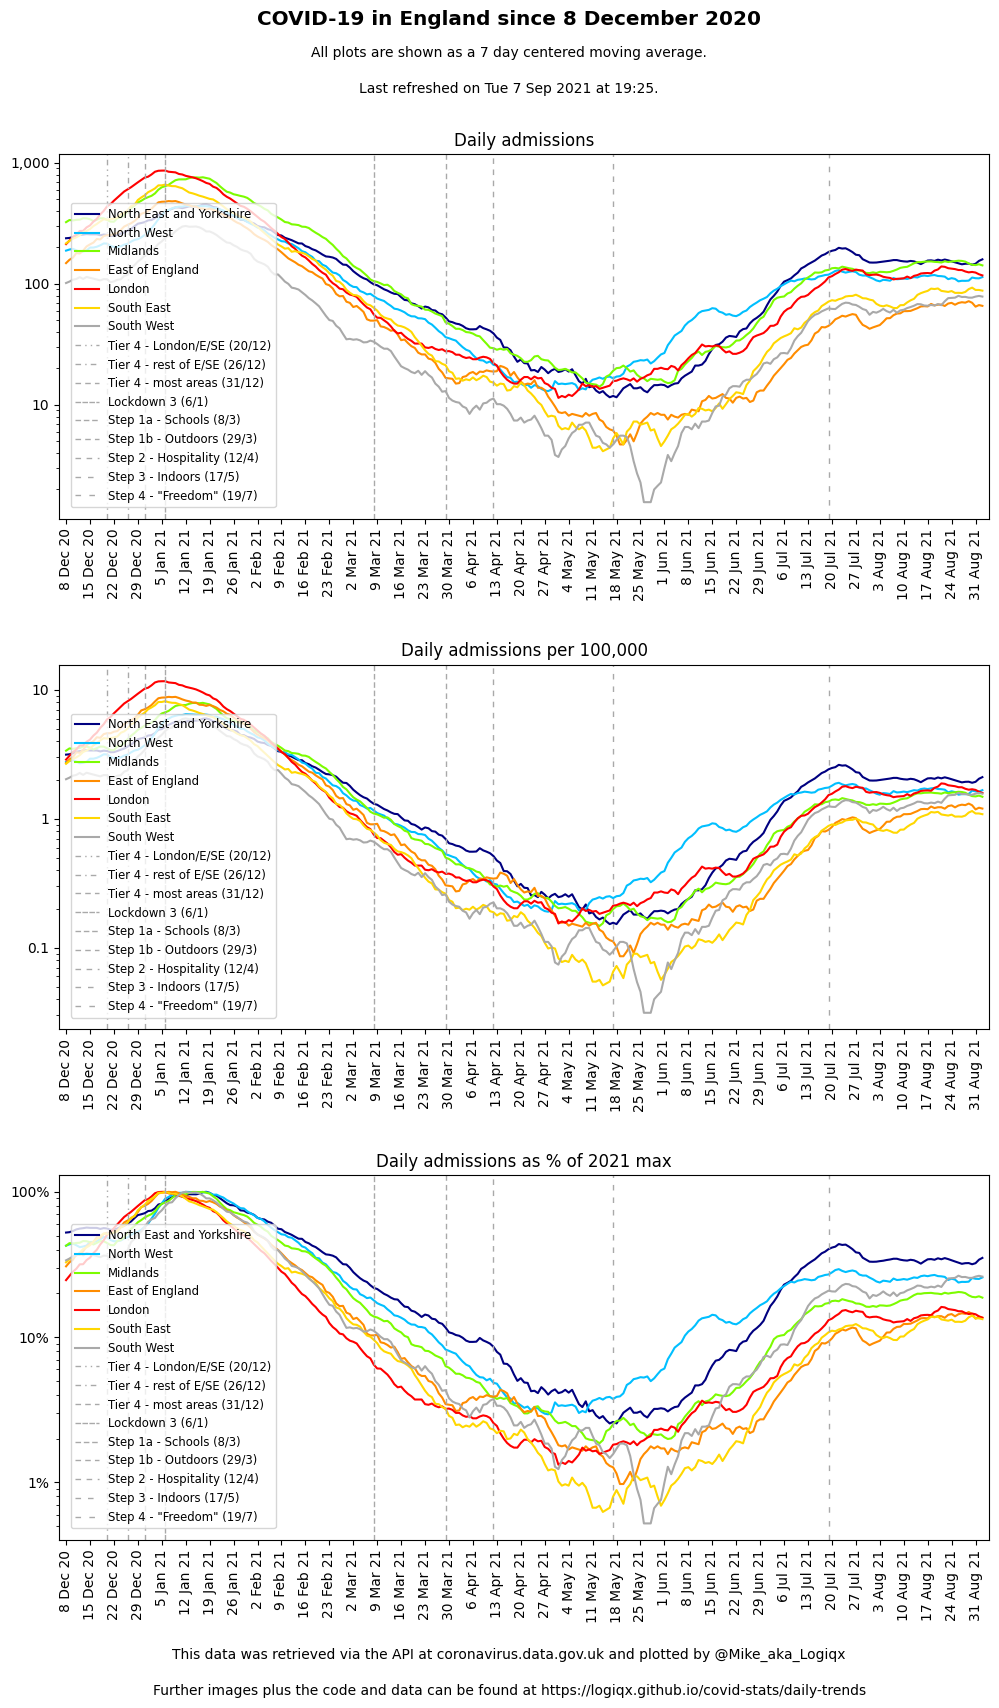 COVID-19 in England since 8 December 2020
All plots are shown as a 7 day centered moving average.
Last refreshed on Tue 7 Sep 2021 at 19:25.
Daily admissions
1,000
100
10
North East and Yorkshire
North West
Midlands
East of England
London
South East
South West
Tier 4 - London/E/SE (20/12)
Tier 4 - rest of E/SE (26/12)
Tier 4 - most areas (31/12)
Lockdown 3 (6/1)
Step 1a - Schools (8/3)
Step 1b - Outdoors (29/3)
Step 2 - Hospitality (12/4)
Step 3 - Indoors (17/5)
Step 4 - "Freedom" (19/7)
8 Dec 20
15 Dec 20
22 Dec 20
29 Dec 20
5 Jan 21
12 Jan 21
19 Jan 21
26 Jan 21
2 Feb 21
9 Feb 21
16 Feb 21
23 Feb 21
2 Mar 21
9 Mar 21
16 Mar 21
23 Mar 21
30 Mar 21
6 Apr 21
13 Apr 21
20 Apr 21
27 Apr 21
4 May 21
11 May 21
18 May 21
25 May 21
1 Jun 21
8 Jun 21
15 Jun 21
22 Jun 21
29 Jun 21
6 Jul 21
13 Jul 21
20 Jul 21
27 Jul 21
3 Aug 21
10 Aug 21
17 Aug 21
24 Aug 21
31 Aug 21
Daily admissions per 100,000
10
1
0.1
North East and Yorkshire
North West
Midlands
East of England
London
South East
South West
Tier 4 - London/E/SE (20/12)
Tier 4 - rest of E/SE (26/12)
Tier 4 - most areas (31/12)
Lockdown 3 (6/1)
Step 1a - Schools (8/3)
Step 1b - Outdoors (29/3)
Step 2 - Hospitality (12/4)
Step 3 - Indoors (17/5)
Step 4 - "Freedom" (19/7)
8 Dec 20
15 Dec 20
22 Dec 20
29 Dec 20
5 Jan 21
12 Jan 21
19 Jan 21
26 Jan 21
2 Feb 21
9 Feb 21
16 Feb 21
23 Feb 21
2 Mar 21
9 Mar 21
16 Mar 21
23 Mar 21
30 Mar 21
6 Apr 21
13 Apr 21
20 Apr 21
27 Apr 21
4 May 21
11 May 21
18 May 21
25 May 21
1 Jun 21
8 Jun 21
15 Jun 21
22 Jun 21
29 Jun 21
6 Jul 21
13 Jul 21
20 Jul 21
27 Jul 21
3 Aug 21
10 Aug 21
17 Aug 21
24 Aug 21
31 Aug 21
Daily admissions as % of 2021 max
100%
10%
1%
North East and Yorkshire
North West
Midlands
East of England
London
South East
South West
Tier 4 - London/E/SE (20/12)
Tier 4 - rest of E/SE (26/12)
Tier 4 - most areas (31/12)
Lockdown 3 (6/1)
Step 1a - Schools (8/3)
Step 1b - Outdoors (29/3)
Step 2 - Hospitality (12/4)
Step 3 - Indoors (17/5)
Step 4 - "Freedom" (19/7)
8 Dec 20
15 Dec 20
22 Dec 20
29 Dec 20
5 Jan 21
12 Jan 21
19 Jan 21
26 Jan 21
2 Feb 21
9 Feb 21
16 Feb 21
23 Feb 21
2 Mar 21
9 Mar 21
16 Mar 21
23 Mar 21
30 Mar 21
6 Apr 21
13 Apr 21
20 Apr 21
27 Apr 21
4 May 21
11 May 21
18 May 21
25 May 21
1 Jun 21
8 Jun 21
15 Jun 21
22 Jun 21
29 Jun 21
6 Jul 21
13 Jul 21
20 Jul 21
27 Jul 21
3 Aug 21
10 Aug 21
17 Aug 21
24 Aug 21
31 Aug 21
This data was retrieved via the API at coronavirus.data.gov.uk and plotted by @Mike_aka_Logiqx
Further images plus the code and data can be found at https://logiqx.github.io/covid-stats/daily-trends